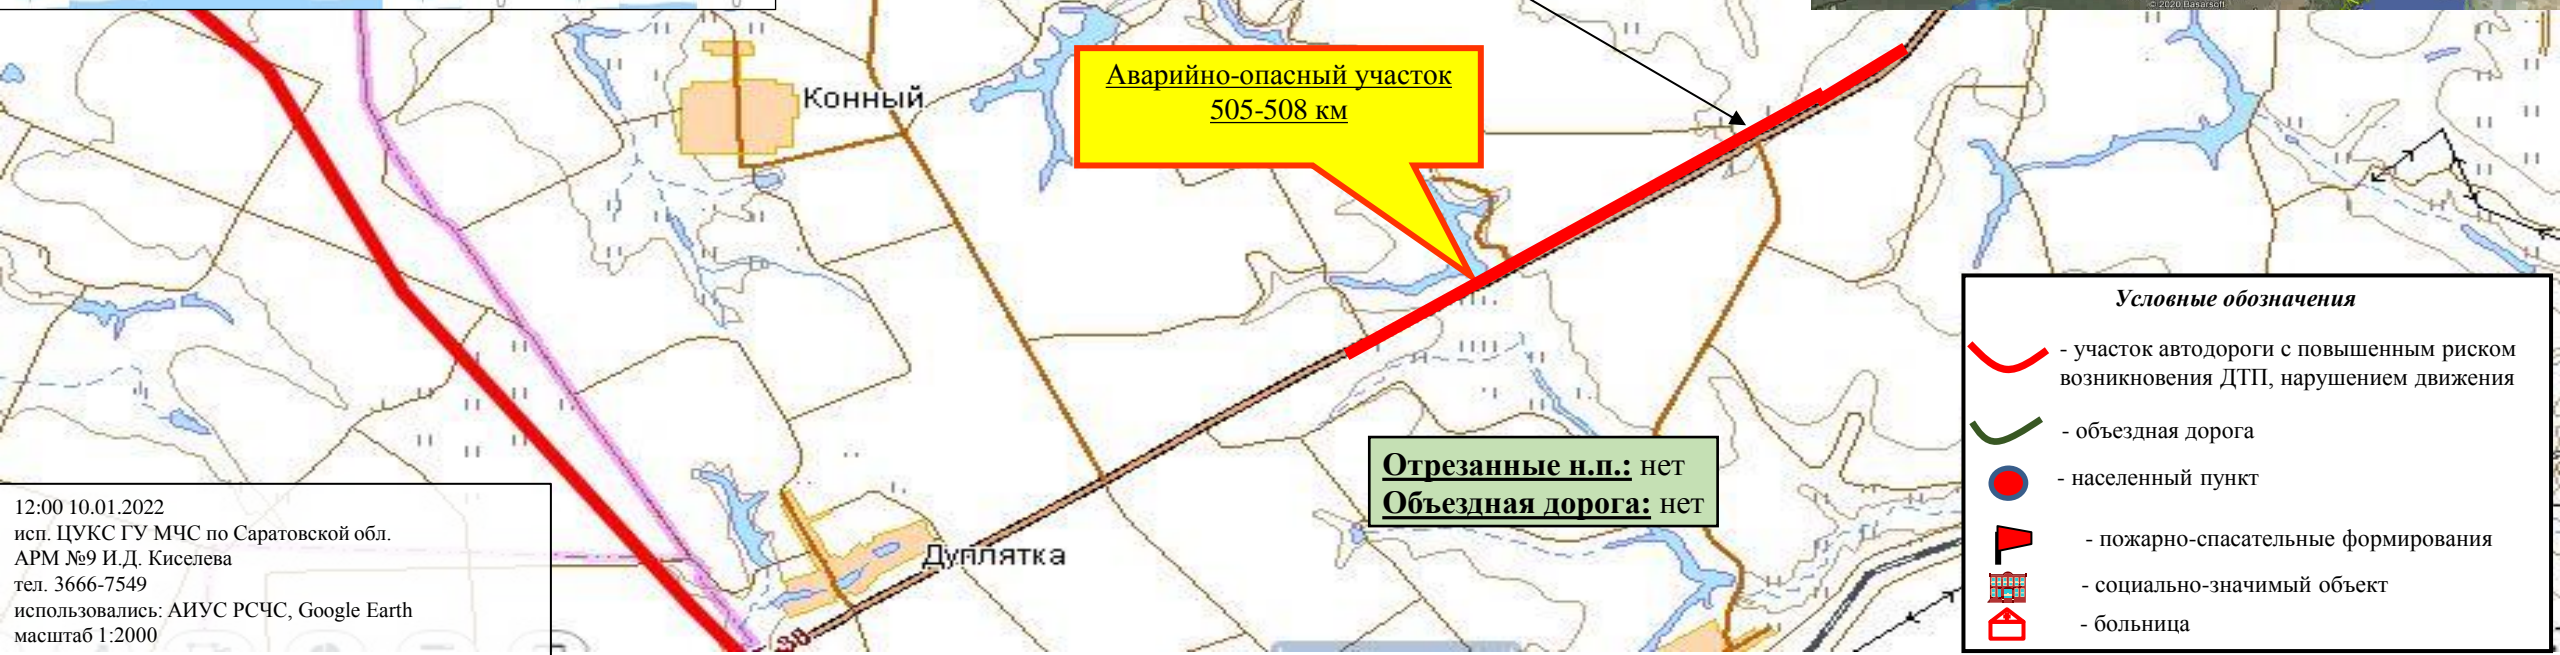 © 2020 Basarsoft
Конный
Аварийно-опасный участок
505-508 км
Условные обозначения
- участок автодороги с повышенным риском
возникновения ДТП, нарушением движения
- объездная дорога
- населенный пункт
- пожарно-спасательные формирования
- социально-значимый объект
- больница
Отрезанные н.п.: нет
Объездная дорога: нет
Дуплятка
12:00 10.01.2022
исп. ЦУКС ГУ МЧС по Саратовской обл.
АРМ №9 И.Д. Киселева
тел. 3666-7549
использовались: АИУС РСЧС, Google Earth
масштаб 1:2000